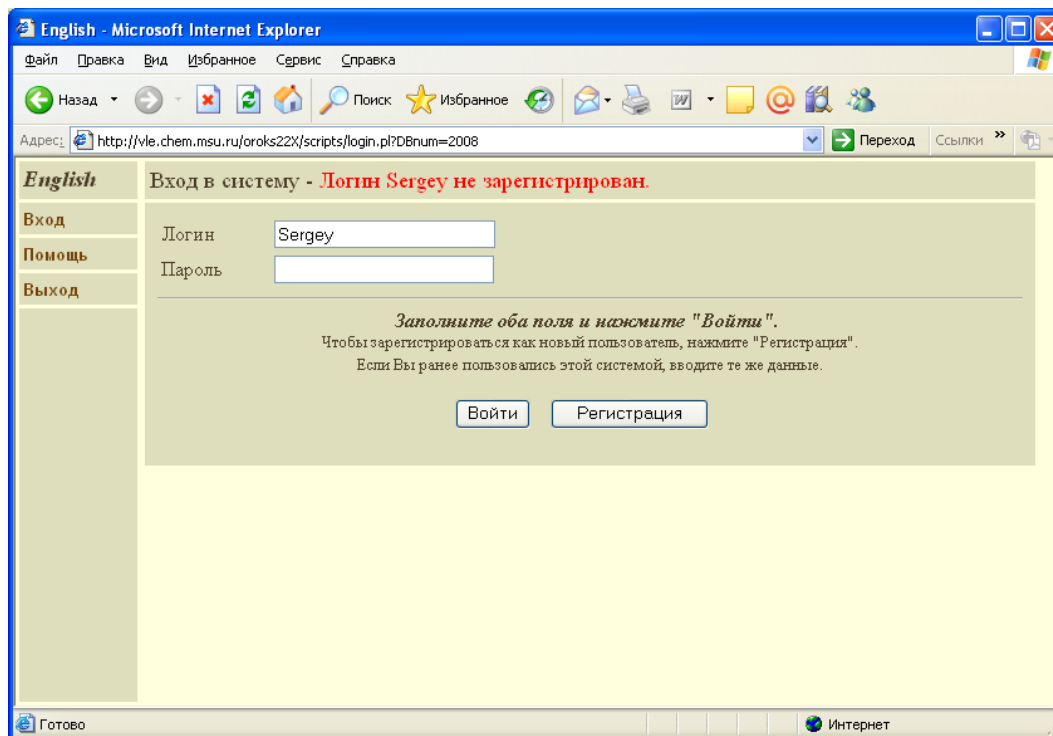 English - Microsoft Internet Explorer
Файл Правка Вид Избранное Сервис Справка
Назад Поиск Избранное
Адрес: http://vle.chem.msu.ru/oroks22X/scripts/login.pl?DBnum=2008 Переход Ссылки »
English
Вход в систему - Логин Sergey не зарегистрирован.
Вход
Помощь
Выход
Логин Sergey
Пароль
Заполните оба поля и нажмите "Войти".
Чтобы зарегистрироваться как новый пользователь, нажмите "Регистрация".
Если Вы ранее пользовались этой системой, вводите те же данные.
Войти Регистрация
Готово Интернет